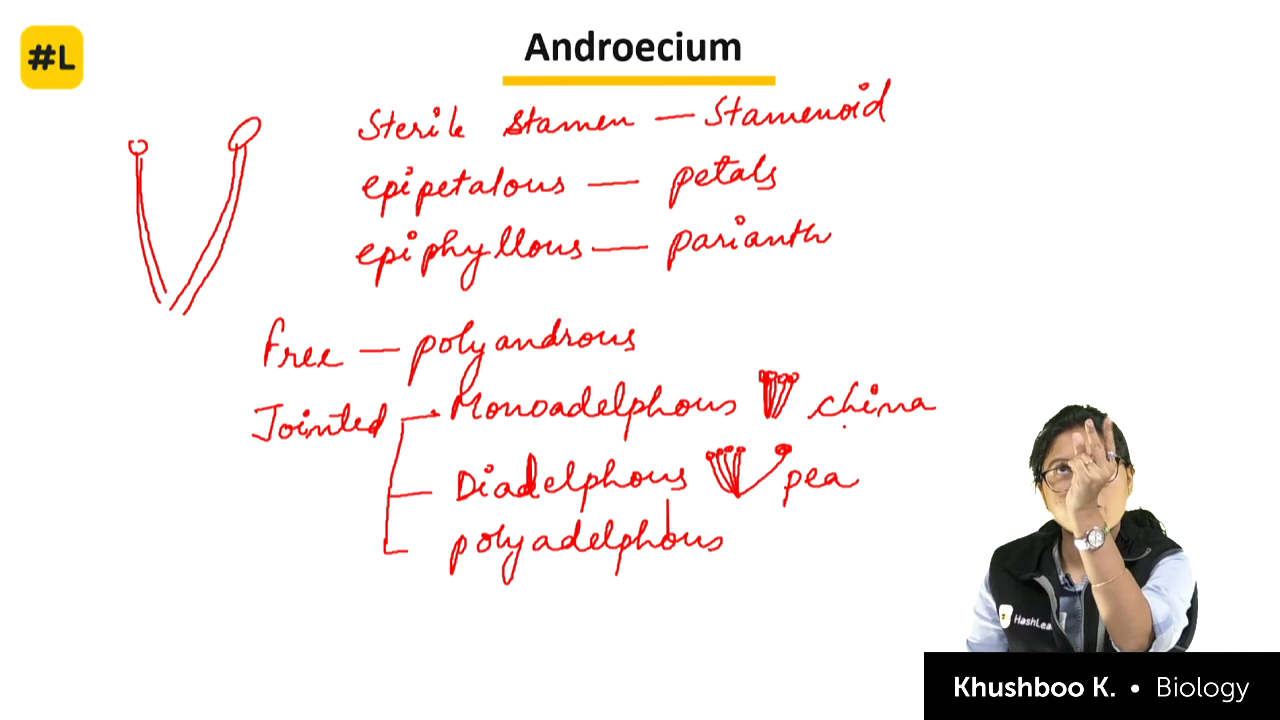 #L
Androecium
Sterile stamen — Stamenoid
epipetalous — petals
epiphyllous — parianth
free — polyandrous
Jointed Monoadelphous china
Diadelphous pea
polyadelphous
HashLea
Khushboo K. • Biology